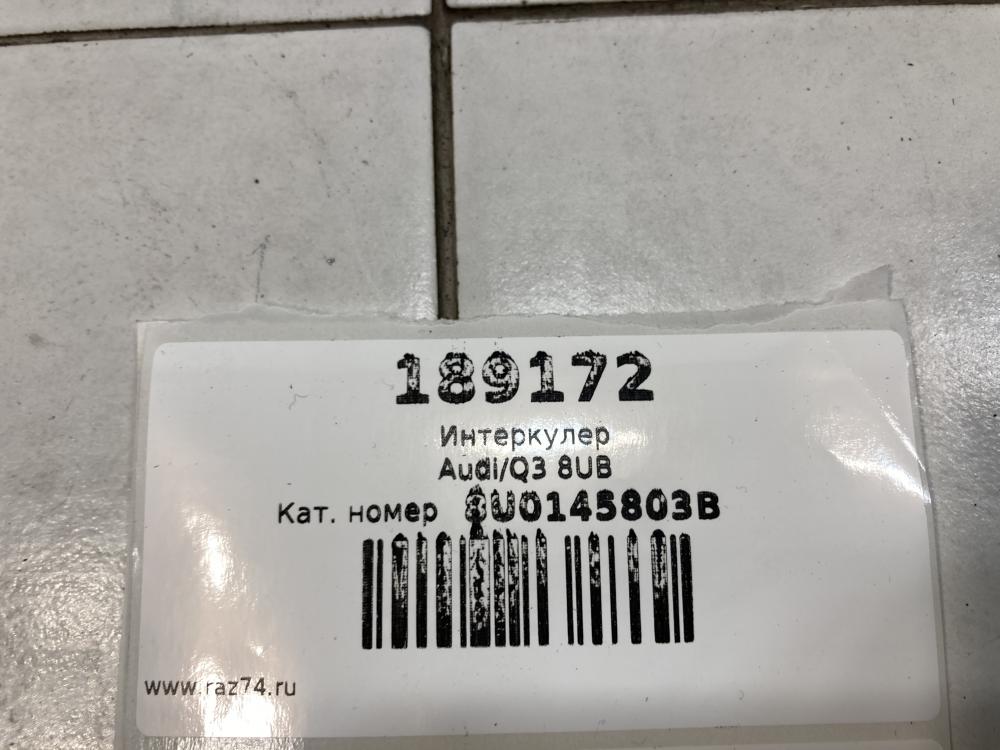 189172
Интеркулер
Audi/Q3 8UB
Кат. номер 8U0145803B
www.raz74.ru